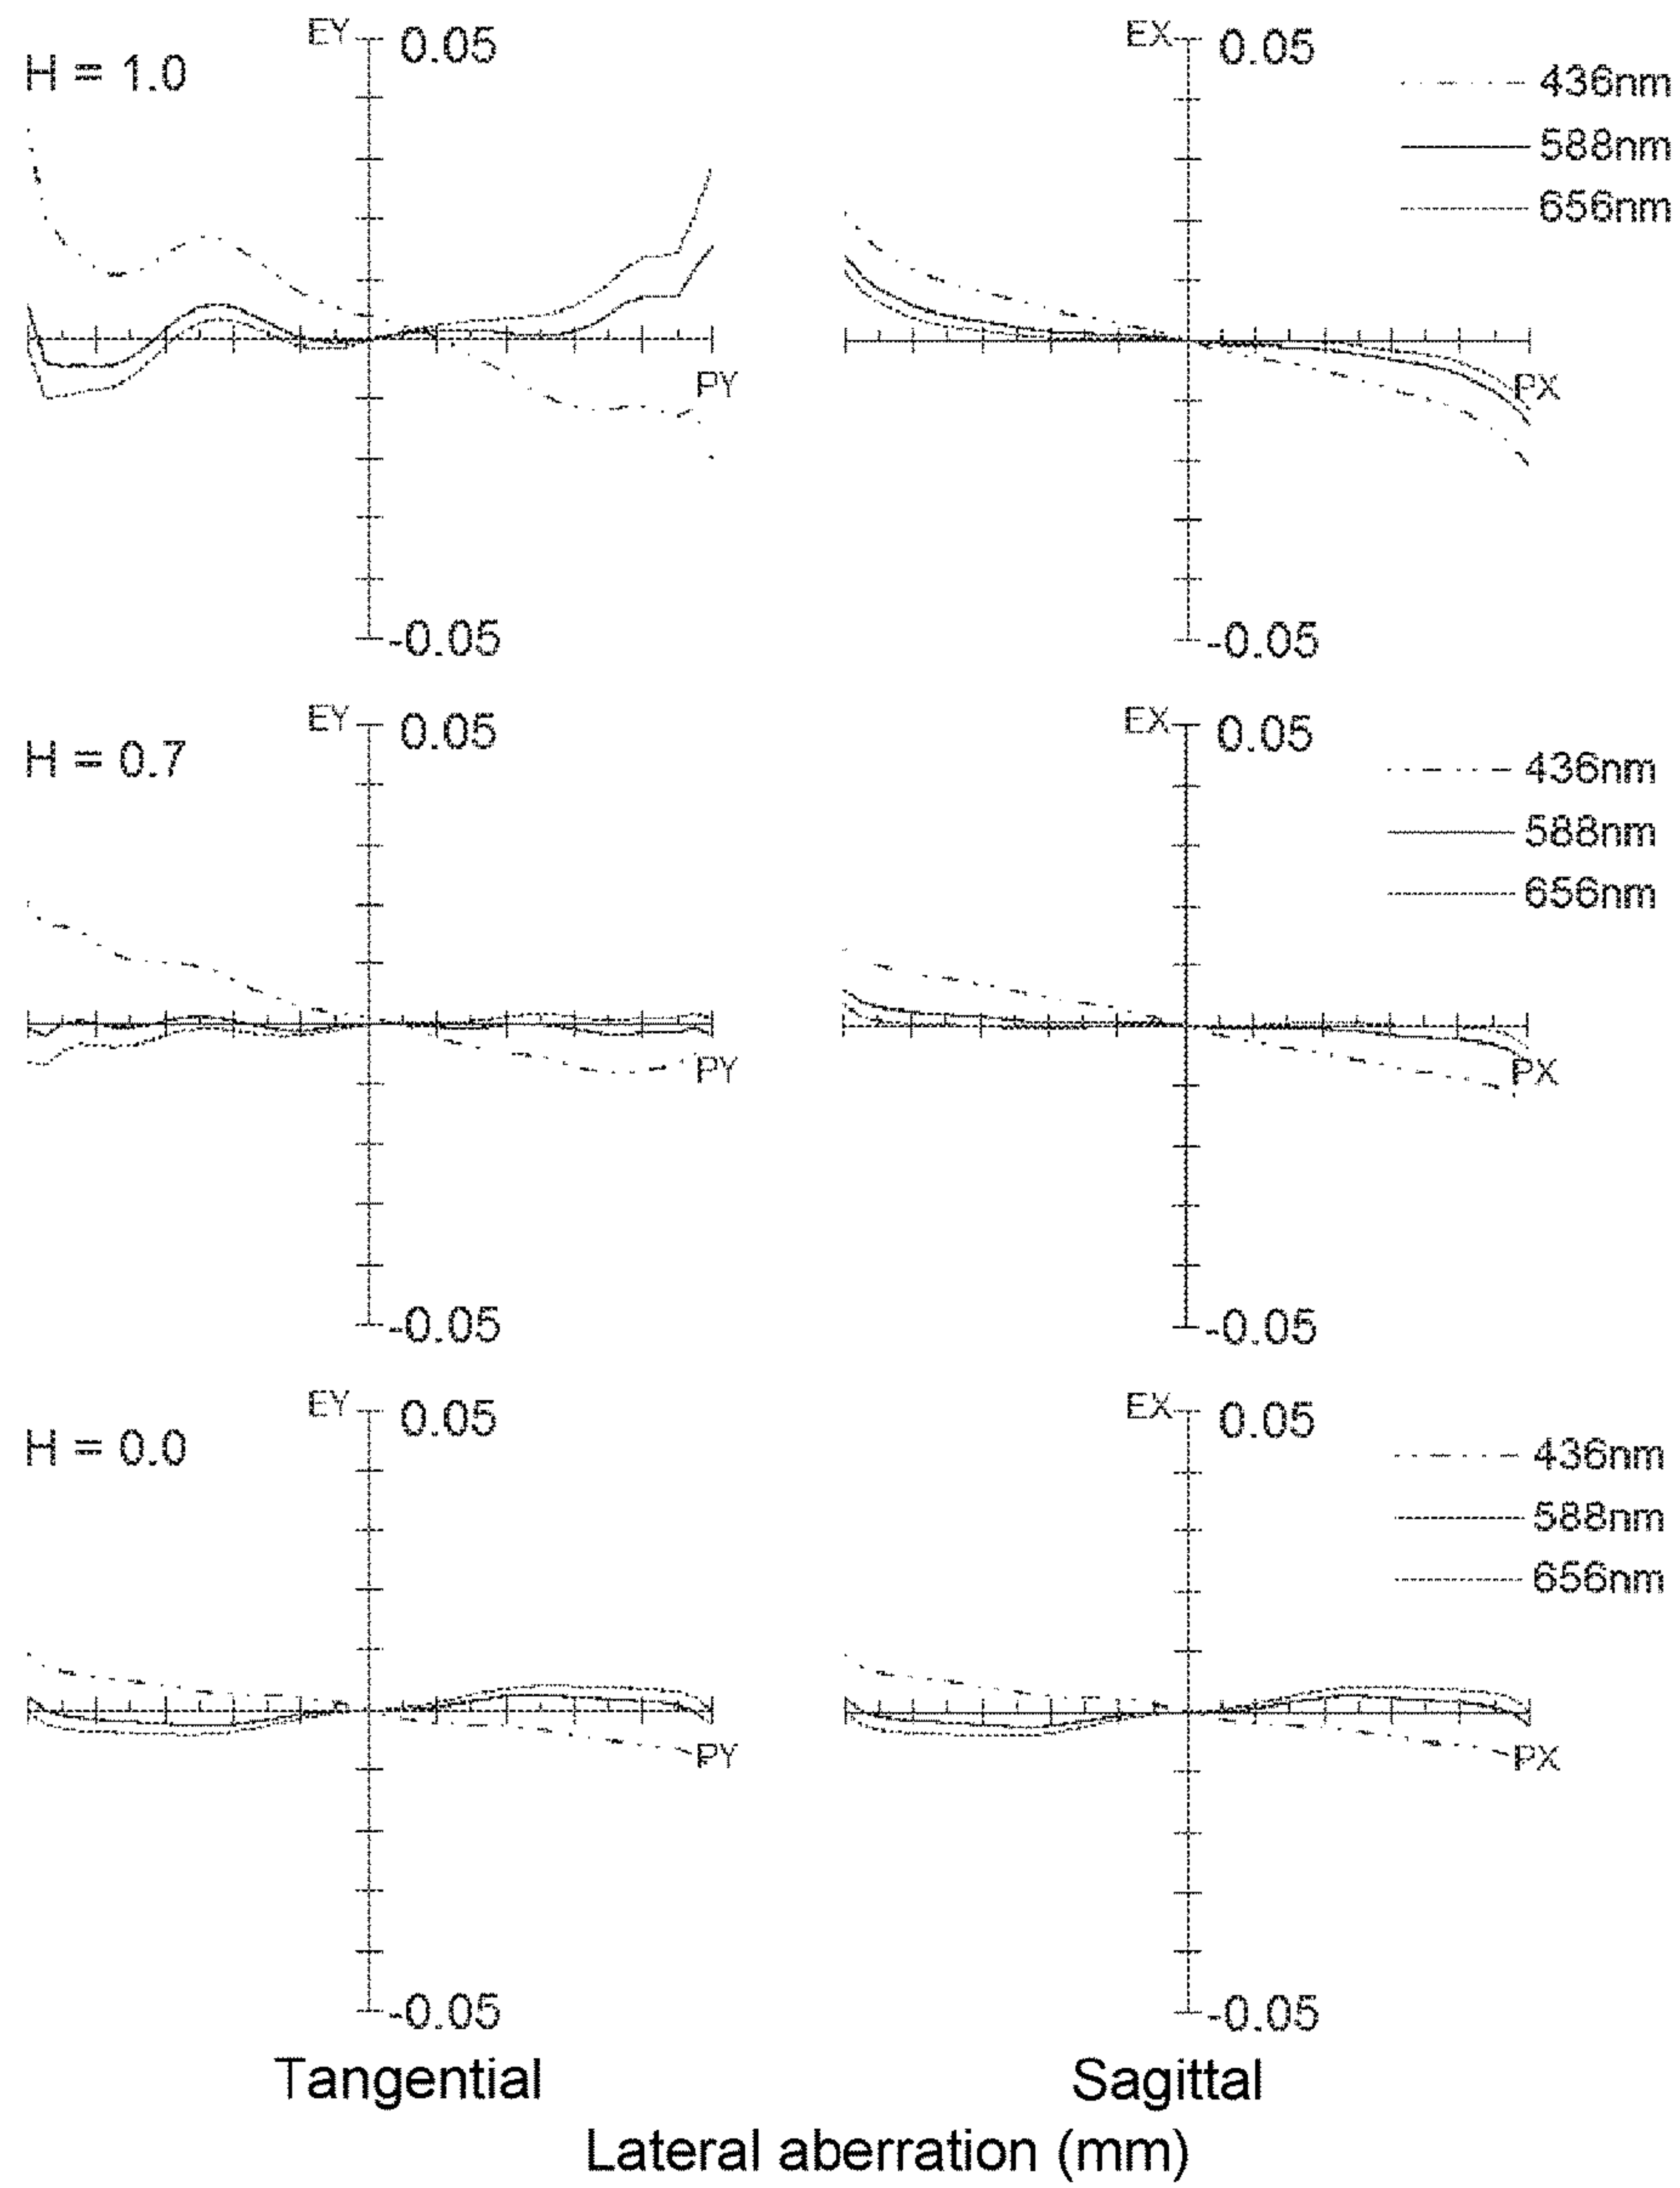 EY 0.05 EX 0.05
H = 1.0
436nm
588nm
656nm
PY PX
-0.05 -0.05
EY 0.05 EX 0.05
H = 0.7
436nm
588nm
656nm
PY PX
-0.05 -0.05
EY 0.05 EX 0.05
H = 0.0
436nm
588nm
656nm
PY PX
-0.05 -0.05
Tangential Sagittal
Lateral aberration (mm)